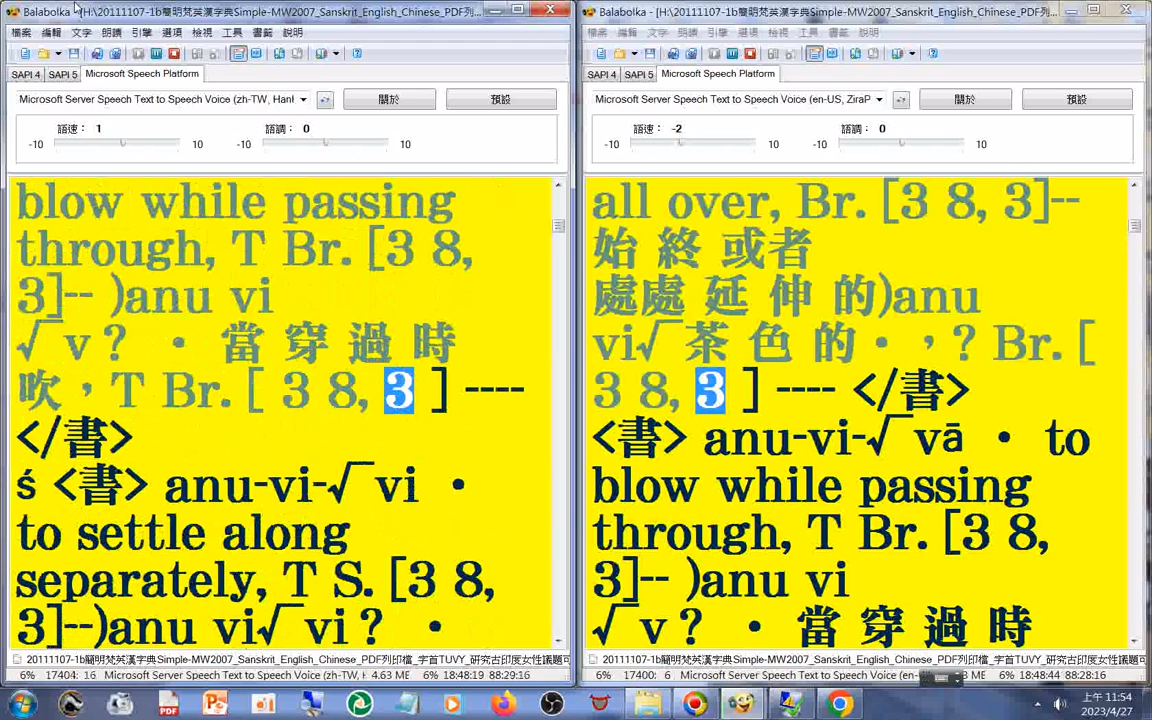 Balabolka - [H:\20111107-1b簡明梵英漢字典Simple-MW2007_Sanskrit_English_Chinese_PDF列...
檔案 編輯 文字 朗讀 引擎 選項 檢視 工具 書籤 說明
SAPI 4 SAPI 5 Microsoft Speech Platform
Microsoft Server Speech Text to Speech Voice (zh-TW, Han 關於 預設
語速： 1 語調： 0
-10 10 -10 10
blow while passing
through, T Br. [3 8,
3]-- )anu vi
√ v？ • 當 穿 過 時
吹，T Br. [ 3 8, 3 ] ----
</書>
ś <書> anu-vi-√ vi •
to settle along
separately, T S. [3 8,
3]--)anu vi√ vi？ •
20111107-1b簡明梵英漢字典Simple-MW2007_Sanskrit_English_Chinese_PDF列印檔_字首TUVY_研究古印度女性議題可
6% 17404: 16 Microsoft Server Speech Text to Speech Voice (zh-TW, H 4.63 ME 6% 18:48:19 88:29:16
Balabolka - [H:\20111107-1b簡明梵英漢字典Simple-MW2007_Sanskrit_English_Chinese_PDF列...
檔案 編輯 文字 朗讀 引擎 選項 檢視 工具 書籤 說明
SAPI 4 SAPI 5 Microsoft Speech Platform
Microsoft Server Speech Text to Speech Voice (en-US, ZiraP 關於 預設
語速： -2 語調： 0
-10 10 -10 10
all over, Br. [3 8, 3]--
始 終 或者
處處 延 伸 的)anu
vi√ 茶 色 的 •，? Br. [
3 8, 3 ] ---- </書>
<書> anu-vi-√ vā • to
blow while passing
through, T Br. [3 8,
3]-- )anu vi
√ v？ • 當 穿 過 時
20111107-1b簡明梵英漢字典Simple-MW2007_Sanskrit_English_Chinese_PDF列印檔_字首TUVY_研究古印度女性議題可
6% 17400: 6 Microsoft Server Speech Text to Speech Voice 4.63 ME 6% 18:48:44 88:28:16
上午 11:54
2023/4/27